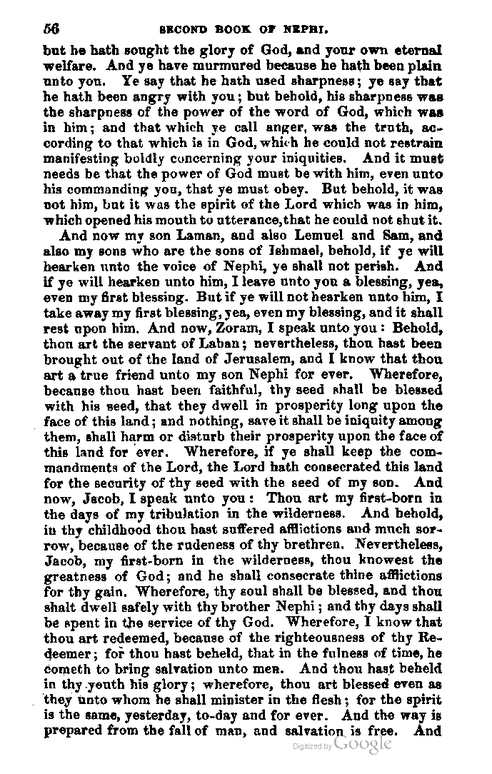 56 SECOND BOOK OF NEPHI.
but he hath sought the glory of God, and your own eternal
welfare. And ye have murmured because he hath been plain
unto you. Ye say that he hath used sharpness; ye say that
he hath been angry with you; but behold, his sharpness was
the sharpness of the power of the word of God, which was
in him; and that which ye call anger, was the truth, ac-
cording to that which is in God, which he could not restrain
manifesting boldly concerning your iniquities. And it must
needs be that the power of God must be with him, even unto
his commanding you, that ye must obey. But behold, it was
not him, but it was the spirit of the Lord which was in him,
which opened his mouth to utterance, that he could not shut it.
And now my son Laman, and also Lemuel and Sam, and
also my sons who are the sons of Ishmael, behold, if ye will
hearken unto the voice of Nephi, ye shall not perish. And
if ye will hearken unto him, I leave unto you a blessing, yea,
even my first blessing. But if ye will not hearken unto him, I
take away my first blessing, yea, even my blessing, and it shall
rest upon him. And now, Zoram, I speak unto you: Behold,
thou art the servant of Laban; nevertheless, thou hast been
brought out of the land of Jerusalem, and I know that thou
art a true friend unto my son Nephi for ever. Wherefore,
because thou hast been faithful, thy seed shall be blessed
with his seed, that they dwell in prosperity long upon the
face of this land; and nothing, save it shall be iniquity among
them, shall harm or disturb their prosperity upon the face of
this land for ever. Wherefore, if ye shall keep the com-
mandments of the Lord, the Lord hath consecrated this land
for the security of thy seed with the seed of my son. And
now, Jacob, I speak unto you: Thou art my first-born in
the days of my tribulation in the wilderness. And behold,
in thy childhood thou hast suffered afflictions and much sor-
row, because of the rudeness of thy brethren. Nevertheless,
Jacob, my first-born in the wilderness, thou knowest the
greatness of God; and he shall consecrate thine afflictions
for thy gain. Wherefore, thy soul shall be blessed, and thou
shalt dwell safely with thy brother Nephi; and thy days shall
be spent in the service of thy God. Wherefore, I know that
thou art redeemed, because of the righteousness of thy Re-
deemer; for thou hast beheld, that in the fulness of time, he
cometh to bring salvation unto men. And thou hast beheld
in thy youth his glory; wherefore, thou art blessed even as
they unto whom he shall minister in the flesh; for the spirit
is the same, yesterday, to-day and for ever. And the way is
prepared from the fall of man, and salvation is free. And
Digitized by Google